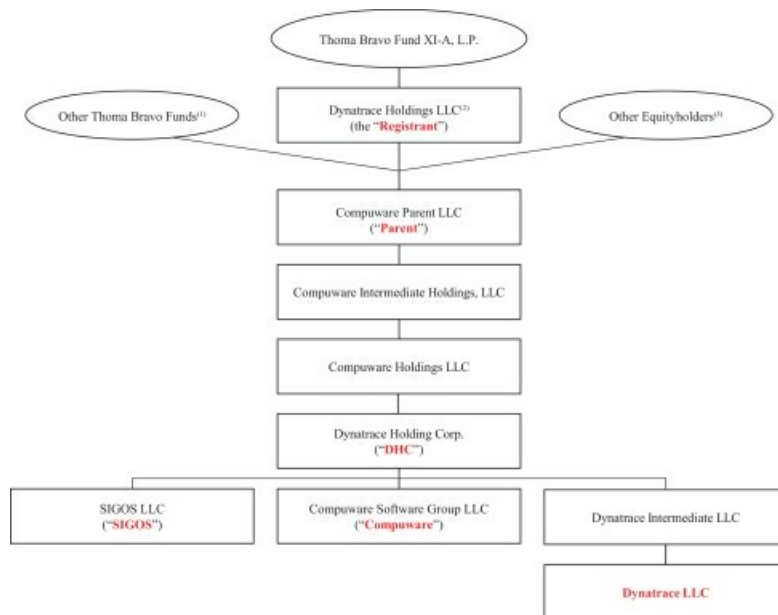 Thoma Bravo Fund XI-A, L.P.
Other Thoma Bravo Funds(1)
Dynatrace Holdings LLC(2)
(the “Registrant”)
Other Equityholders(3)
Compuware Parent LLC
(“Parent”)
Compuware Intermediate Holdings, LLC
Compuware Holdings LLC
Dynatrace Holding Corp.
(“DHC”)
SIGOS LLC
(“SIGOS”)
Compuware Software Group LLC
(“Compuware”)
Dynatrace Intermediate LLC
Dynatrace LLC